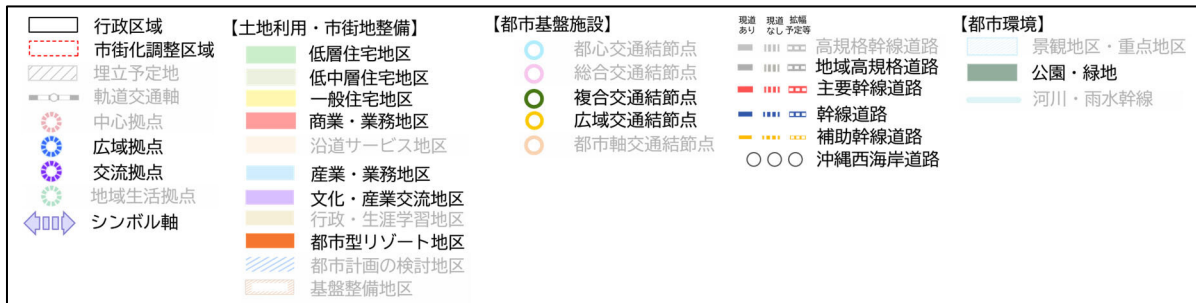 行政区域
市街化調整区域
埋立予定地
軌道交通軸
中心拠点
広域拠点
交流拠点
地域生活拠点
シンボル軸
【土地利用・市街地整備】
低層住宅地区
低中層住宅地区
一般住宅地区
商業・業務地区
沿道サービス地区
産業・業務地区
文化・産業交流地区
行政・生涯学習地区
都市型リゾート地区
都市計画の検討地区
基盤整備地区
【都市基盤施設】
都心交通結節点
総合交通結節点
複合交通結節点
広域交通結節点
都市軸交通結節点
現道 現道 拡幅
あり なし 予定等
高規格幹線道路
地域高規格道路
主要幹線道路
幹線道路
補助幹線道路
沖縄西海岸道路
【都市環境】
景観地区・重点地区
公園・緑地
河川・雨水幹線